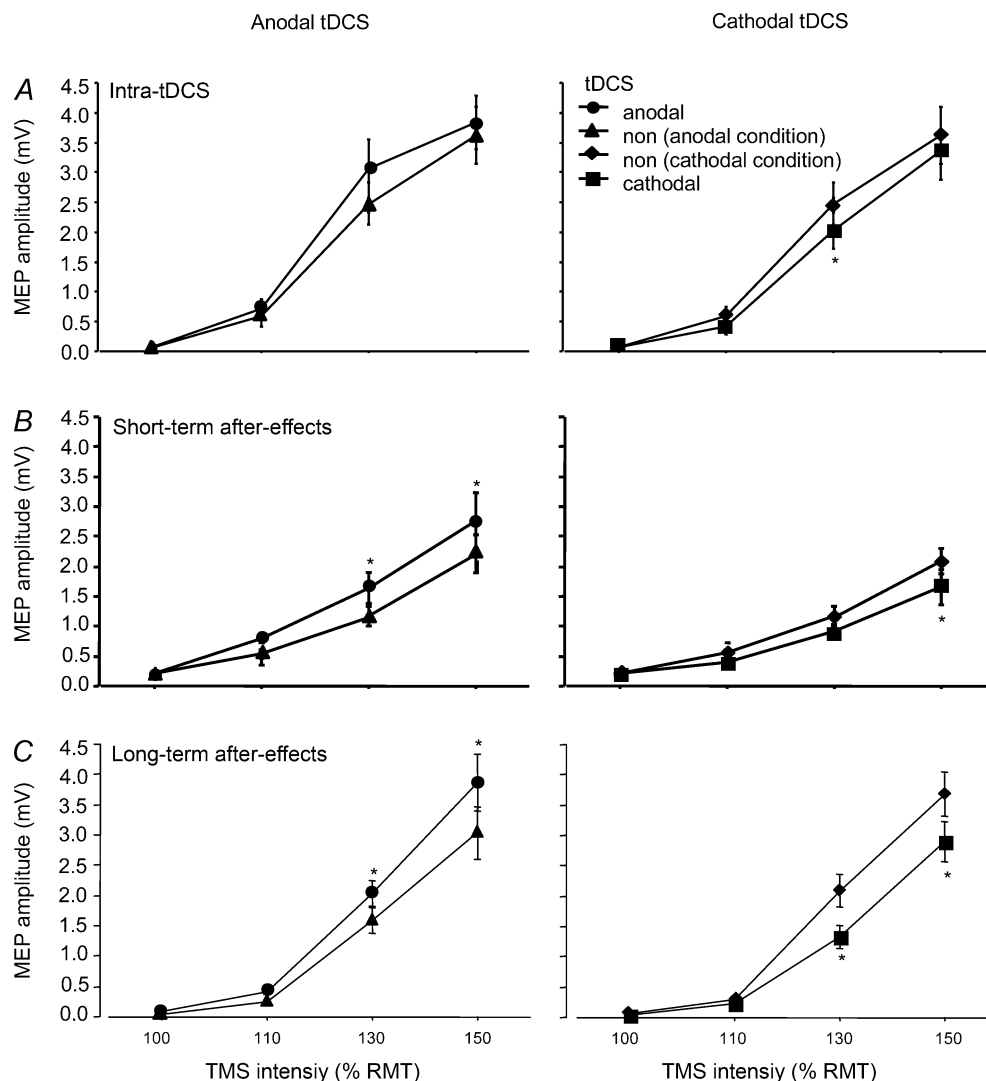 Anodal tDCS
Cathodal tDCS
A
Intra-tDCS
MEP amplitude (mV)
4.5
4.0
3.5
3.0
2.5
2.0
1.5
1.0
0.5
0.0
tDCS
anodal
non (anodal condition)
non (cathodal condition)
cathodal
*
B
Short-term after-effects
MEP amplitude (mV)
4.5
4.0
3.5
3.0
2.5
2.0
1.5
1.0
0.5
0.0
*
*
*
C
Long-term after-effects
MEP amplitude (mV)
4.5
4.0
3.5
3.0
2.5
2.0
1.5
1.0
0.5
0.0
*
*
*
*
100 110 130 150
TMS intensiy (% RMT)
100 110 130 150
TMS intensiy (% RMT)